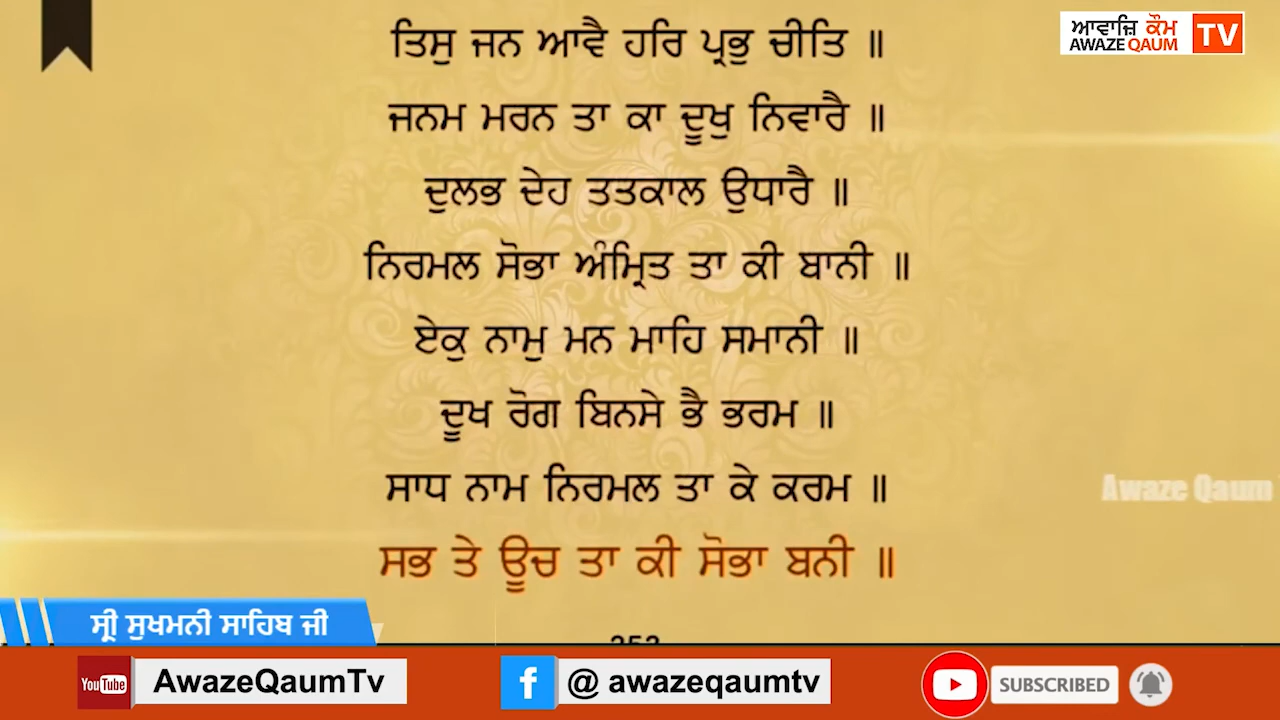 ਤਿਸੁ ਜਨ ਆਵੈ ਹਰਿ ਪ੍ਰਭੁ ਚੀਤਿ ॥
ਆਵਾਜ਼ਿ ਕੌਮ
AWAZE QAUM
TV
ਜਨਮ ਮਰਨ ਤਾ ਕਾ ਦੂਖੁ ਨਿਵਾਰੈ ॥
ਦੁਲਭ ਦੇਹ ਤਤਕਾਲ ਉਧਾਰੈ ॥
ਨਿਰਮਲ ਸੋਭਾ ਅੰਮ੍ਰਿਤ ਤਾ ਕੀ ਬਾਨੀ ॥
ਏਕੁ ਨਾਮੁ ਮਨ ਮਾਹਿ ਸਮਾਨੀ ॥
ਦੂਖ ਰੋਗ ਬਿਨਸੇ ਭੈ ਭਰਮ ॥
ਸਾਧ ਨਾਮ ਨਿਰਮਲ ਤਾ ਕੇ ਕਰਮ ॥
Awaze Qaum
ਸਭ ਤੇ ਊਚ ਤਾ ਕੀ ਸੋਭਾ ਬਨੀ ॥
ਸ੍ਰੀ ਸੁਖਮਨੀ ਸਾਹਿਬ ਜੀ
YouTube AwazeQaumTv
f @ awazeqaumtv
SUBSCRIBED